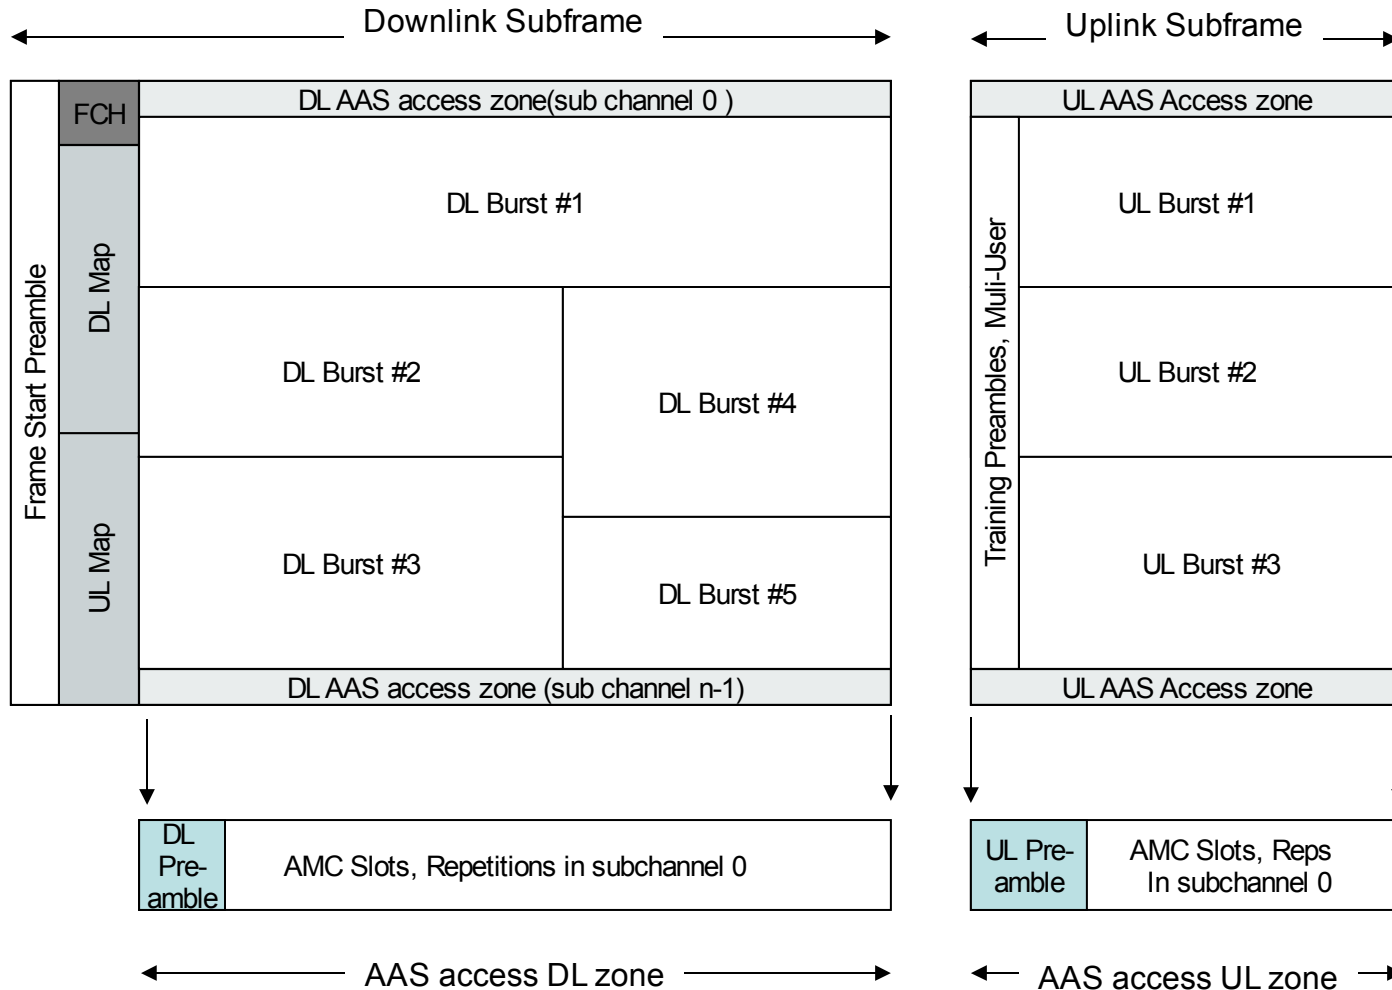 Downlink Subframe
Uplink Subframe
FCH
DL AAS access zone(sub channel 0 )
UL AAS Access zone
Frame Start Preamble
DL Map
UL Map
DL Burst #1
DL Burst #2
DL Burst #3
DL Burst #4
DL Burst #5
DL AAS access zone (sub channel n-1)
Training Preambles, Muli-User
UL Burst #1
UL Burst #2
UL Burst #3
UL AAS Access zone
DL
Pre-
amble
AMC Slots, Repetitions in subchannel 0
UL Pre-
amble
AMC Slots, Reps
In subchannel 0
AAS access DL zone
AAS access UL zone